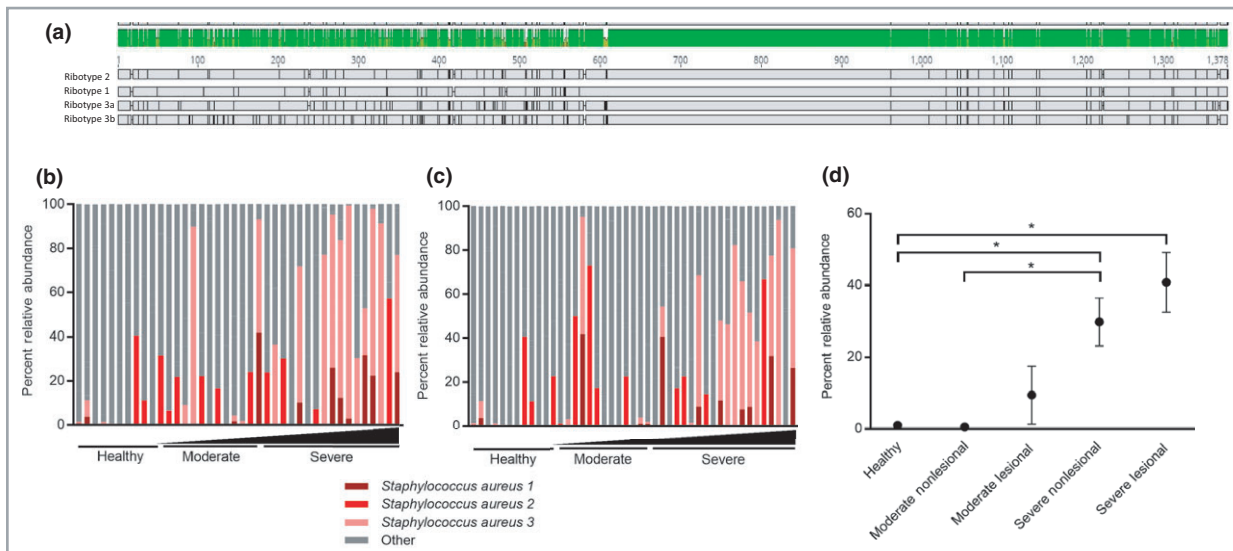 (a)
1 100 200 300 400 500 600 700 800 900 1,000 1,100 1,200 1,300 1,378
Ribotype 2
Ribotype 1
Ribotype 3a
Ribotype 3b
(b)
Percent relative abundance
100
80
60
40
20
0
Healthy Moderate Severe
(c)
Percent relative abundance
100
80
60
40
20
0
Healthy Moderate Severe
Staphylococcus aureus 1
Staphylococcus aureus 2
Staphylococcus aureus 3
Other
(d)
Percent relative abundance
60
40
20
0
*
*
*
Healthy
Moderate nonlesional
Moderate lesional
Severe nonlesional
Severe lesional